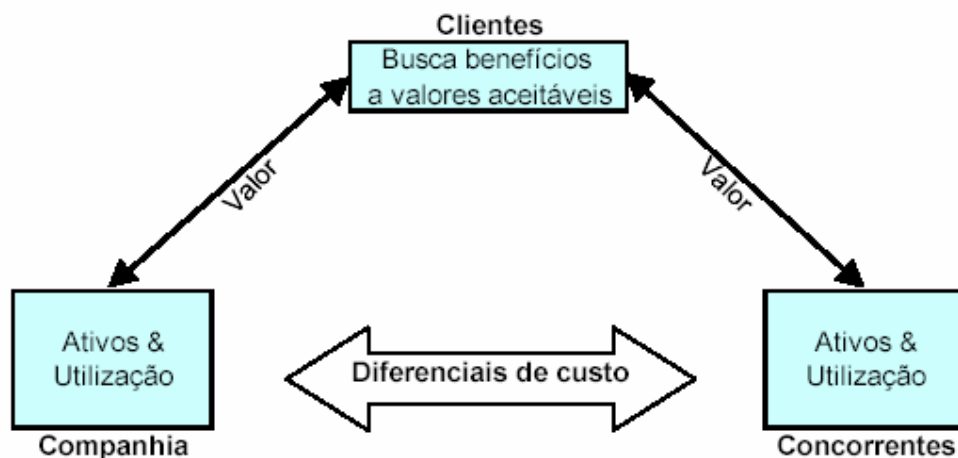 Clientes
Busca benefícios
a valores aceitáveis
Valor
Valor
Ativos &
Utilização
Diferenciais de custo
Ativos &
Utilização
Companhia
Concorrentes